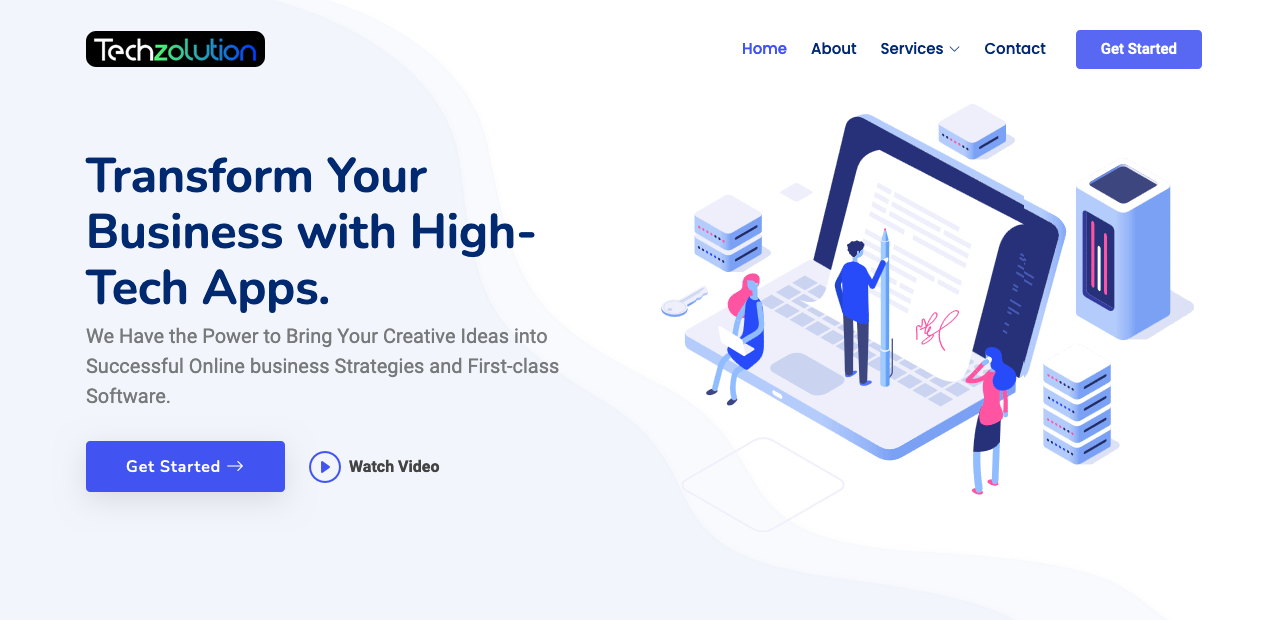 Techzolution
Home About Services Contact Get Started
Transform Your
Business with High-
Tech Apps.
We Have the Power to Bring Your Creative Ideas into
Successful Online business Strategies and First-class
Software.
Get Started → Watch Video